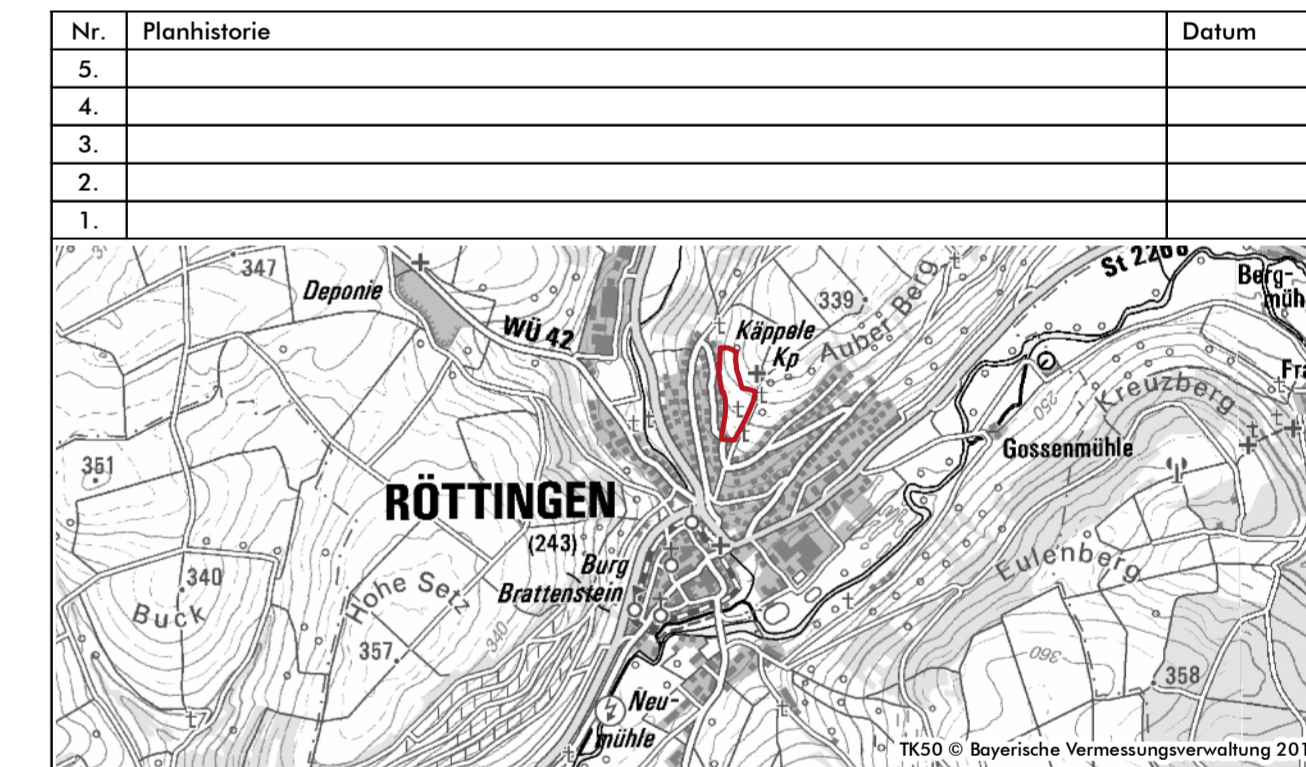 Nr. Planhistorie Datum
5.
4.
3.
2.
1.
347
Deponie
WÜ 42
339
Auber Berg
St 2268
Berg-
müh
Käppele
Kp
Fra
Kreuzberg
250
351
Gossenmühle
RÖTTINGEN
(243)
Burg
Brattenstein
Eulenberg
340
Buck
Hohe Setz
357
340
360
358
Neu-
mühle
TK50 © Bayerische Vermessungsverwaltung 201